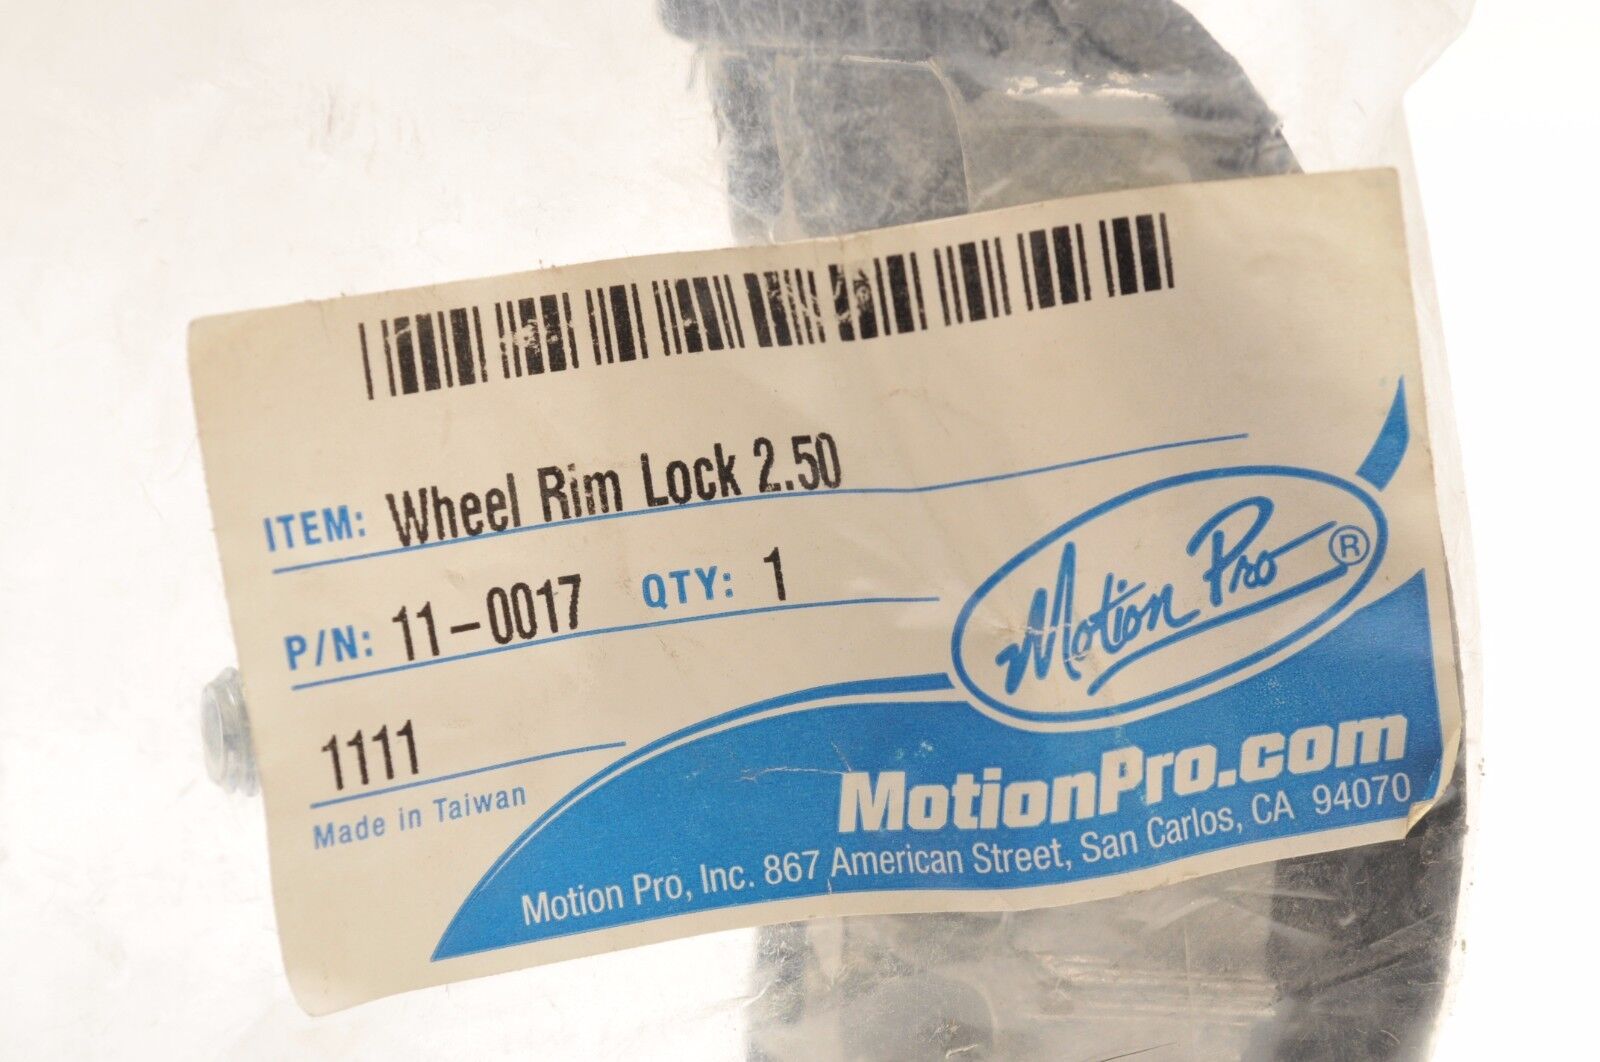 ITEM: Wheel Rim Lock 2.50
P/N: 11-0017 QTY: 1
1111
Made in Taiwan
Motion Pro ®
MotionPro.com
Motion Pro, Inc. 867 American Street, San Carlos, CA 94070